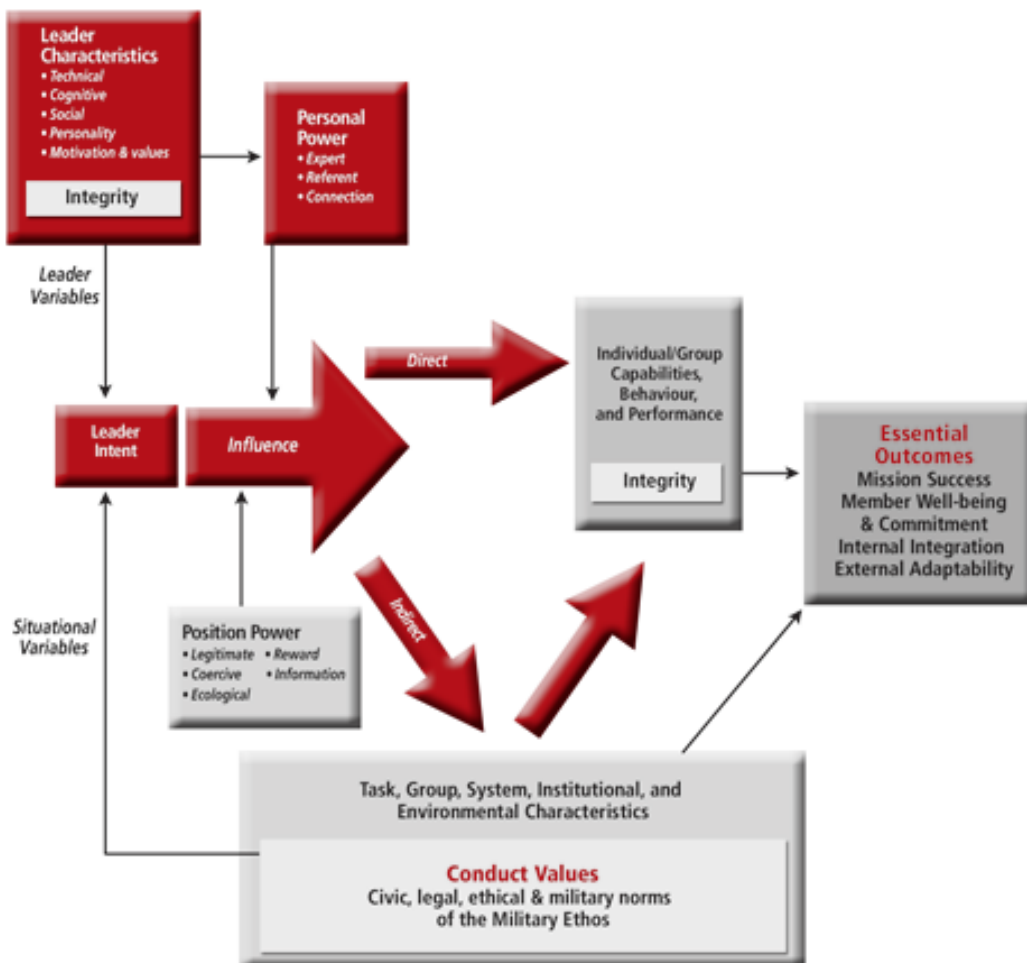 Leader
Characteristics
▪ Technical
▪ Cognitive
▪ Social
▪ Personality
▪ Motivation & values
Integrity
Personal
Power
▪ Expert
▪ Referent
▪ Connection
Leader
Variables
Leader
Intent
Influence
Direct
Indirect
Individual/Group
Capabilities,
Behaviour,
and Performance
Integrity
Essential
Outcomes
Mission Success
Member Well-being
& Commitment
Internal Integration
External Adaptability
Situational
Variables
Position Power
▪ Legitimate ▪ Reward
▪ Coercive ▪ Information
▪ Ecological
Task, Group, System, Institutional, and
Environmental Characteristics
Conduct Values
Civic, legal, ethical & military norms
of the Military Ethos